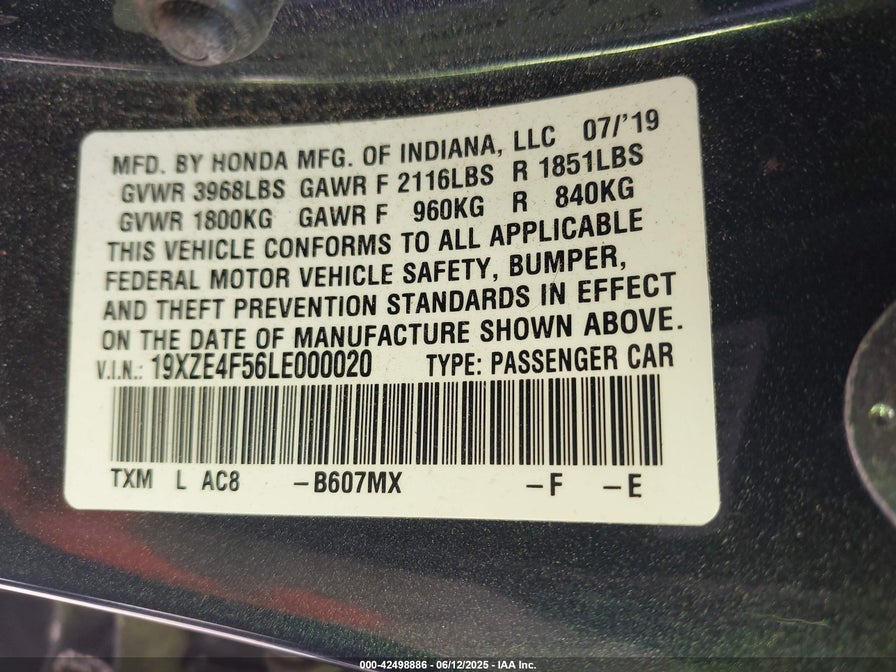 MFD. BY HONDA MFG. OF INDIANA, LLC 07/'19
GVWR 3968LBS GAWR F 2116LBS R 1851LBS
GVWR 1800KG GAWR F 960KG R 840KG
THIS VEHICLE CONFORMS TO ALL APPLICABLE
FEDERAL MOTOR VEHICLE SAFETY, BUMPER,
AND THEFT PREVENTION STANDARDS IN EFFECT
ON THE DATE OF MANUFACTURE SHOWN ABOVE.
V.I.N.: 19XZE4F56LE000020 TYPE: PASSENGER CAR
TXM L AC8 -B607MX -F -E
000-42498886 - 06/12/2025 - IAA Inc.